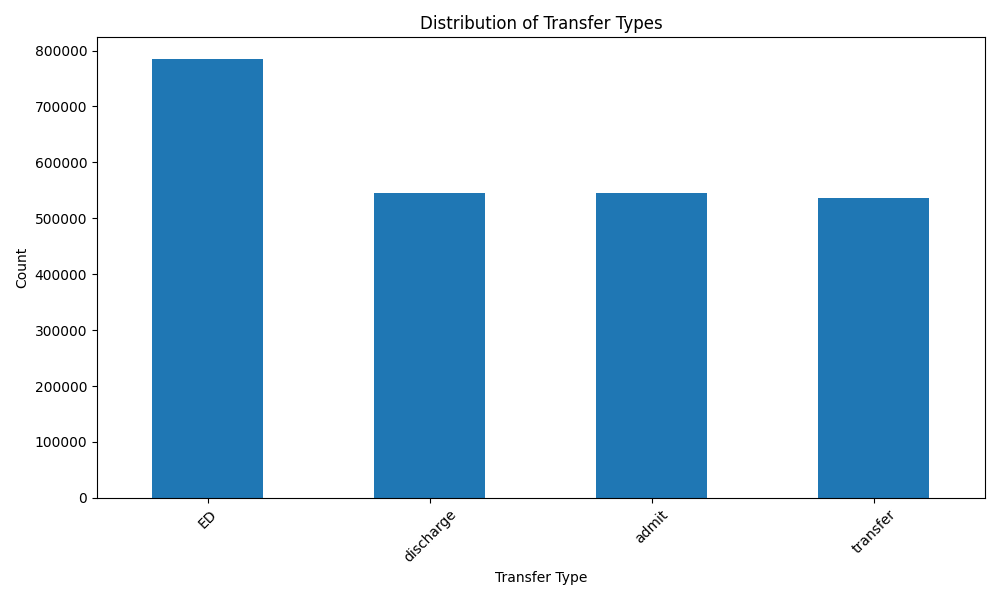 Distribution of Transfer Types
800000
700000
600000
500000
400000
300000
200000
100000
0
Count
ED
discharge
admit
transfer
Transfer Type